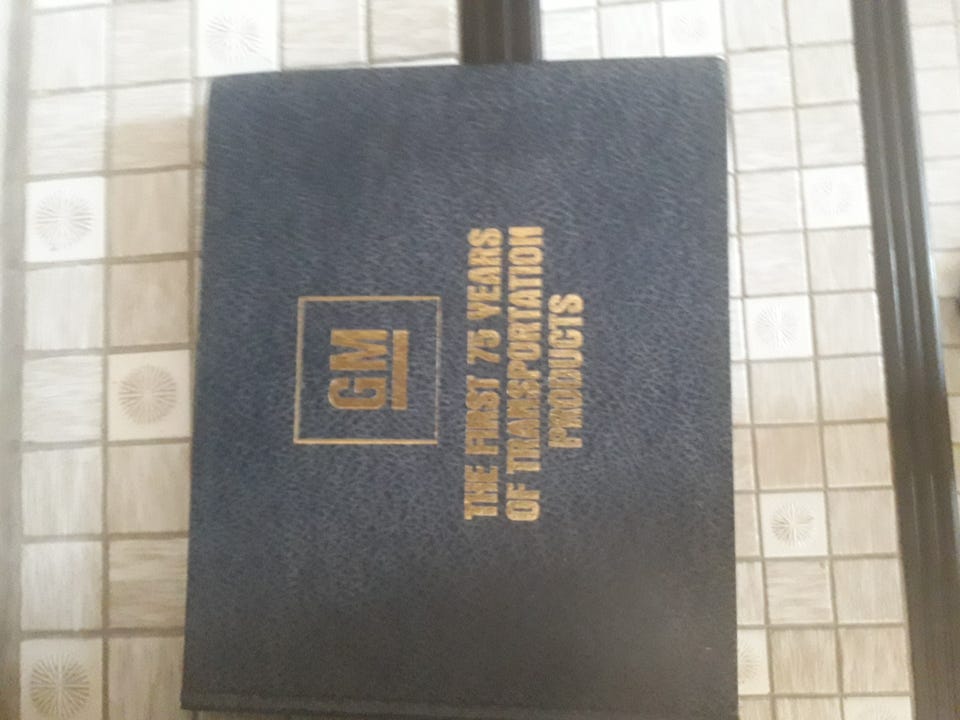 GM
THE FIRST 75 YEARS
OF TRANSPORTATION
PRODUCTS